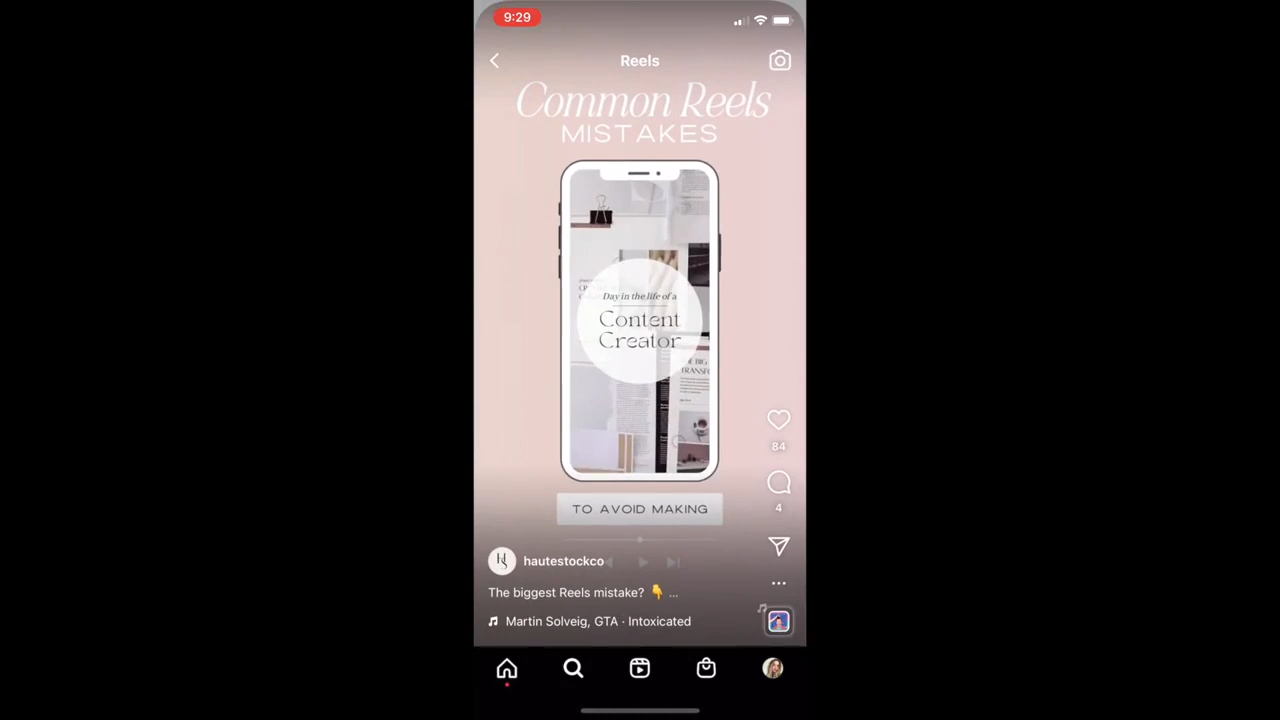 9:29
Reels
Common Reels
MISTAKES
Day in the life of a
Content
Creator
TO AVOID MAKING
hautestockco
The biggest Reels mistake? 👇 ...
Martin Solveig, GTA · Intoxicated
84
4